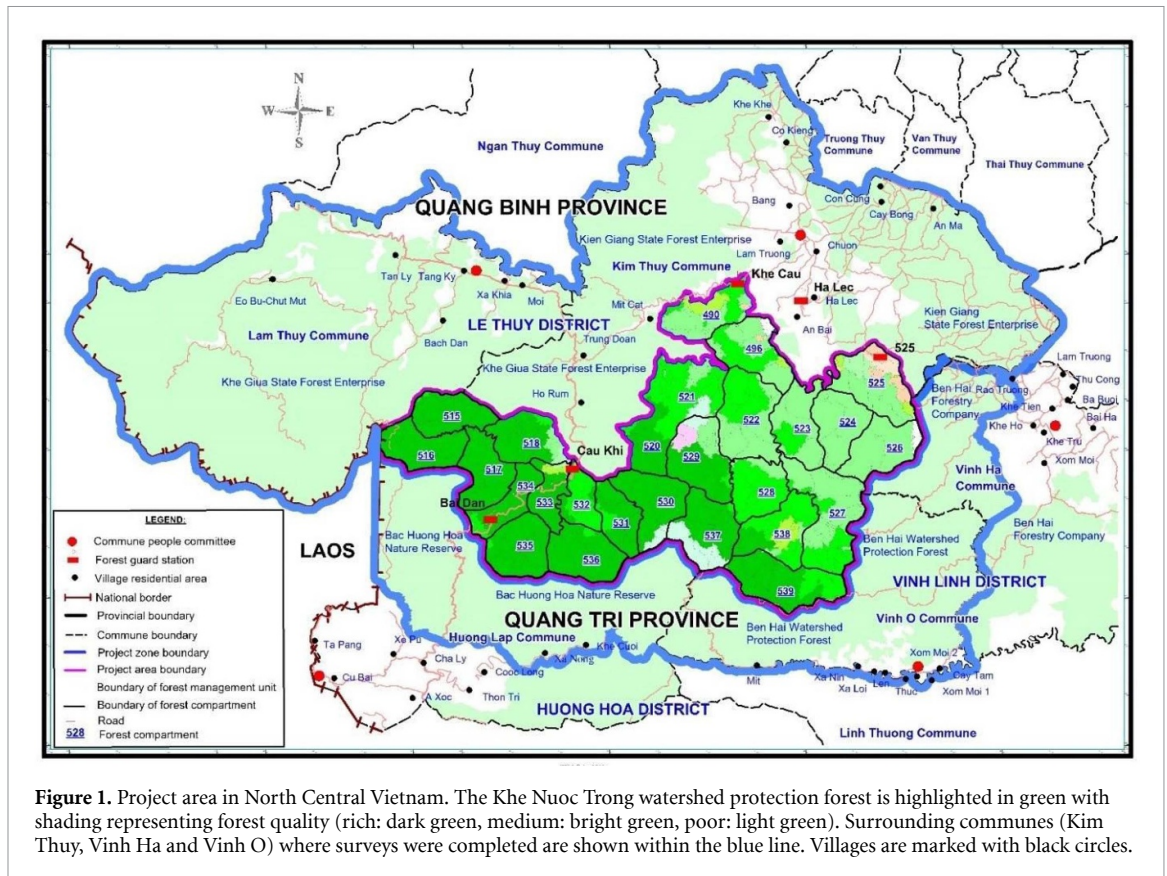 N
W E
S
Khe Khe
Co Kieng
Truong Thuy
Commune
Van Thuy
Commune
Thai Thuy Commune
Ngan Thuy Commune
QUANG BINH PROVINCE
Bang
Con Cung
Cay Bong
An Ma
Kien Giang State Forest Enterprise
Lam Truong
Chuon
Kim Thuy Commune
Khe Cau
Tan Ly
Tang Ky
Xa Khia
Moi
Eo Bu-Chut Mut
Mit Cat
Ha Lec
Ha Lec
An Bai
Kien Giang
State Forest Enterprise
Lam Thuy Commune
Bach Dan
LE THUY DISTRICT
Trung Doan
490
496
525
525
Khe Giua State Forest Enterprise
Khe Giua State Forest Enterprise
Ho Rum
Lam Truong
Thu Cong
Ba Buoi
Bai Ha
Rao Truong
Khe Tien
Khe Ho
Khe Tru
Xom Moi
Ben Hai
Forestry
Company
Vinh Ha
Commune
515
516
517
518
521
520
522
523
524
526
529
Cau Khi
534
533
532
531
530
528
527
537
538
535
536
539
Bai Dan
Bac Huong Hoa
Nature Reserve
Bac Huong Hoa Nature Reserve
Ben Hai Watershed
Protection Forest
Ben Hai
Forestry Company
VINH LINH DISTRICT
LAOS
QUANG TRI PROVINCE
Ben Hai Watershed
Protection Forest
Vinh O Commune
Huong Lap Commune
Ta Pang
Xe Pu
Cha Ly
Cu Bai
A Xoc
Thon Tri
Cooc Long
Xa Nong
Khe Cuoi
Mit
Xa Nin
Xa Loi
Len
Thuc
Xom Moi 2
Cay Tam
Xom Moi 1
HUONG HOA DISTRICT
Linh Thuong Commune
LEGEND:
Commune people committee
Forest guard station
Village residential area
National border
Provincial boundary
Commune boundary
Project zone boundary
Project area boundary
Boundary of forest management unit
Boundary of forest compartment
Road
528 Forest compartment
Figure 1. Project area in North Central Vietnam. The Khe Nuoc Trong watershed protection forest is highlighted in green with
shading representing forest quality (rich: dark green, medium: bright green, poor: light green). Surrounding communes (Kim
Thuy, Vinh Ha and Vinh O) where surveys were completed are shown within the blue line. Villages are marked with black circles.